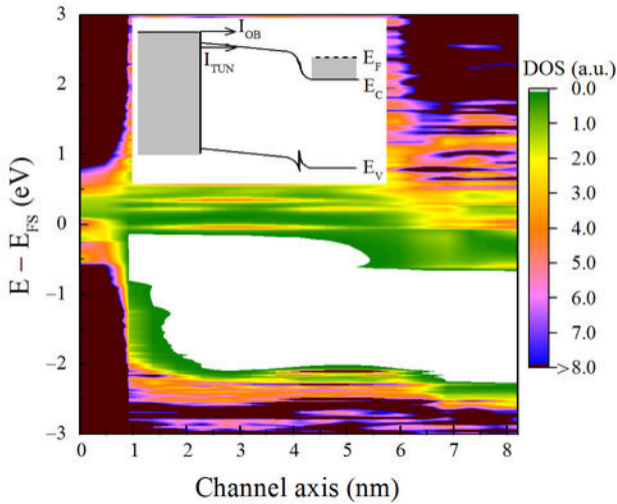 3
2
1
0
−1
−2
−3
E − E_FS (eV)
0 1 2 3 4 5 6 7 8
Channel axis (nm)
I_OB
I_TUN
E_F
E_C
E_V
DOS (a.u.)
0.0
1.0
2.0
3.0
4.0
5.0
6.0
7.0
>8.0